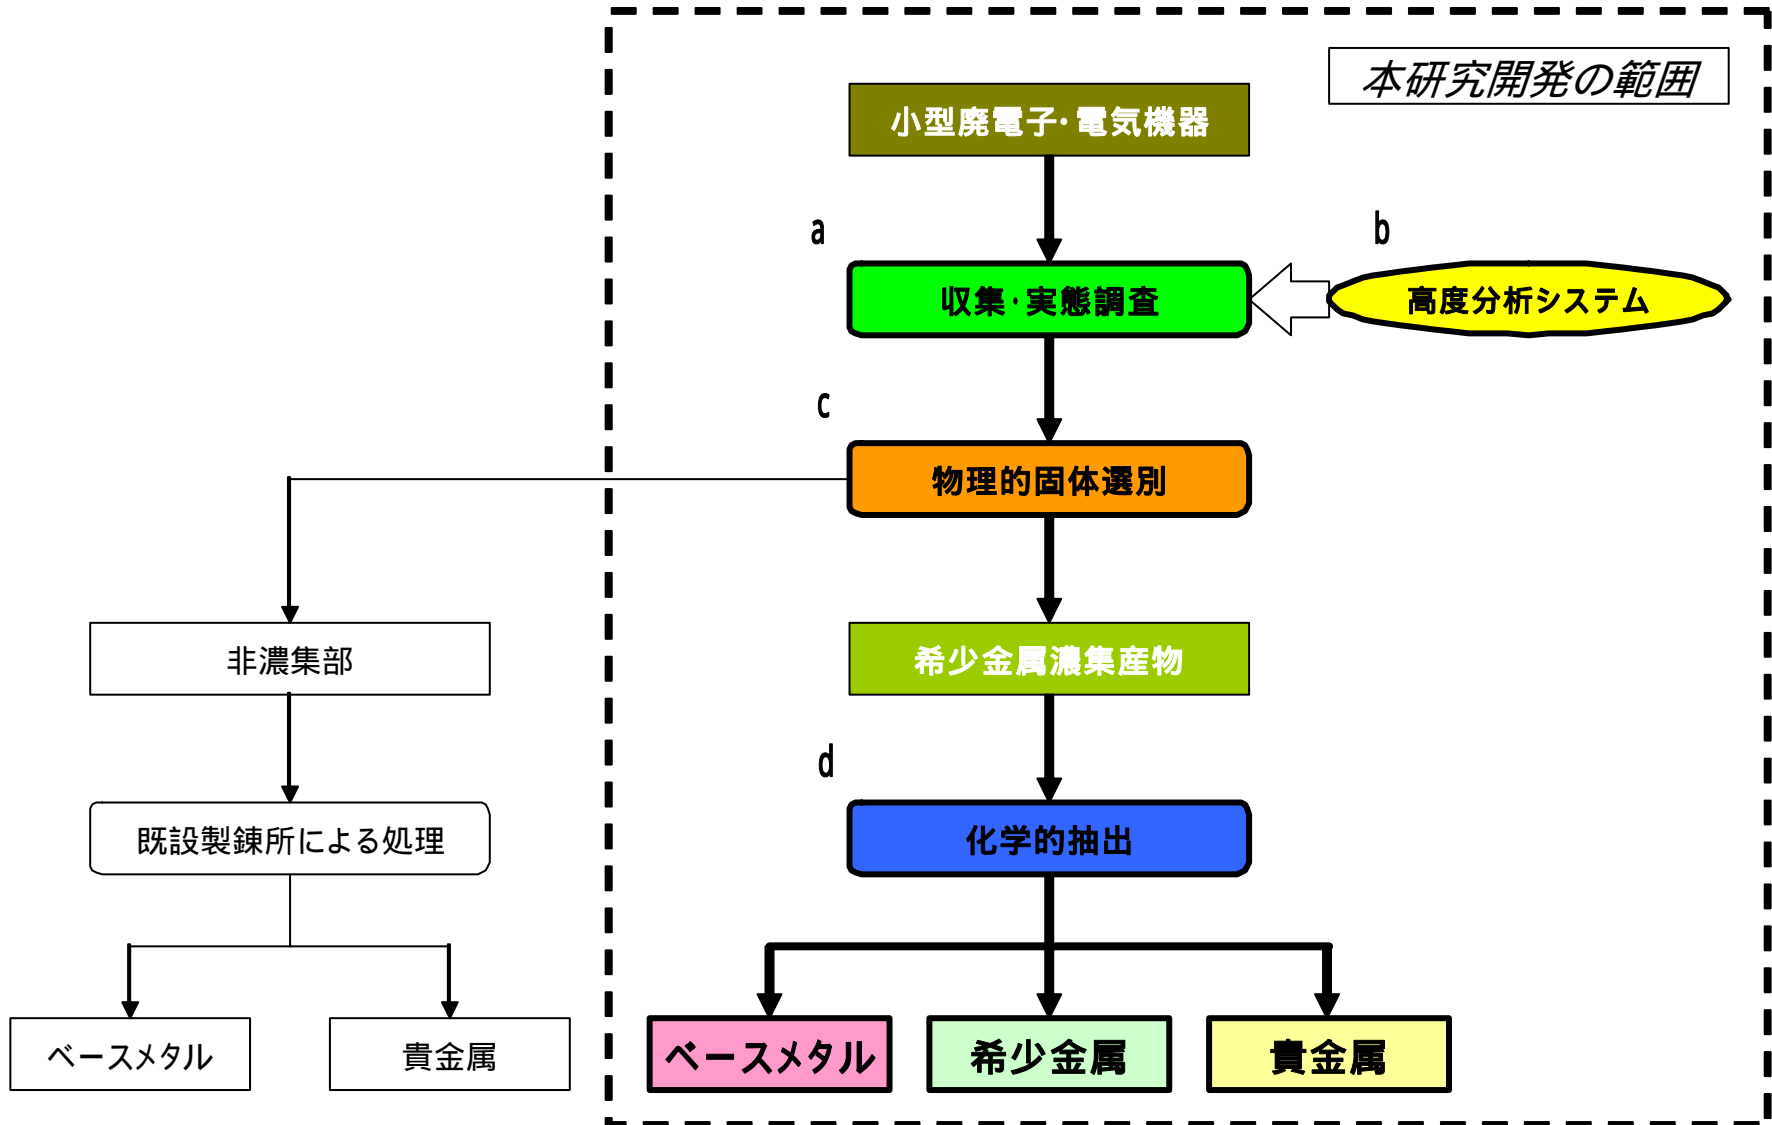 本研究開発の範囲
小型廃電子・電気機器
a
b
収集・実態調査
高度分析システム
c
物理的固体選別
非濃集部
希少金属濃集産物
d
既設製錬所による処理
化学的抽出
ベースメタル
貴金属
ベースメタル
希少金属
貴金属